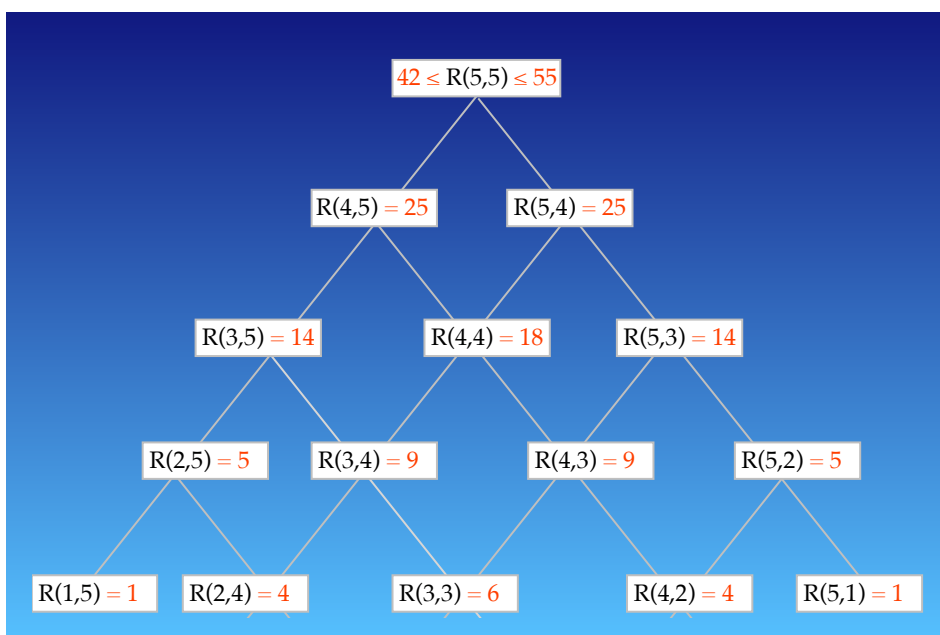 42 ≤ R(5,5) ≤ 55
R(4,5) = 25 R(5,4) = 25
R(3,5) = 14 R(4,4) = 18 R(5,3) = 14
R(2,5) = 5 R(3,4) = 9 R(4,3) = 9 R(5,2) = 5
R(1,5) = 1 R(2,4) = 4 R(3,3) = 6 R(4,2) = 4 R(5,1) = 1